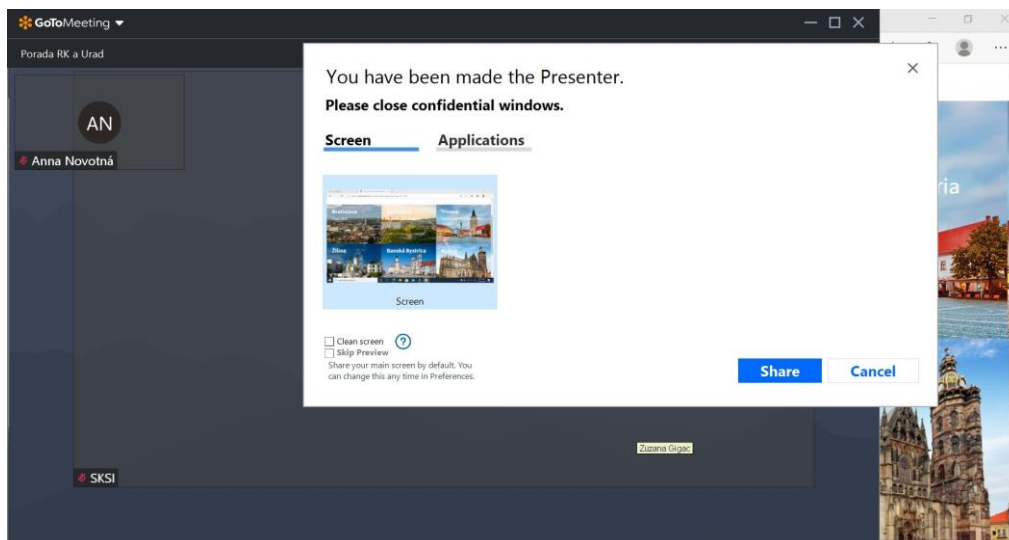 GoToMeeting
Porada RK a Urad
AN
Anna Novotná
SKSI
You have been made the Presenter.
Please close confidential windows.
Screen Applications
Bratislava
Trnava
Žilina Banská Bystrica
Screen
Clean screen ?
Skip Preview
Share your main screen by default. You
can change this any time in Preferences.
Share Cancel
Zuzana Gigac
ria